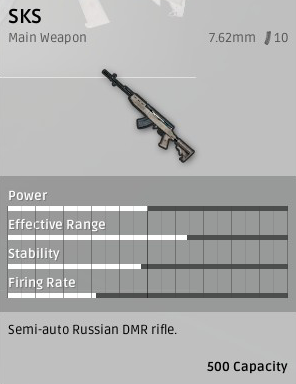 SKS
Main Weapon 7.62mm 10
Power
Effective Range
Stability
Firing Rate
Semi-auto Russian DMR rifle.
500 Capacity